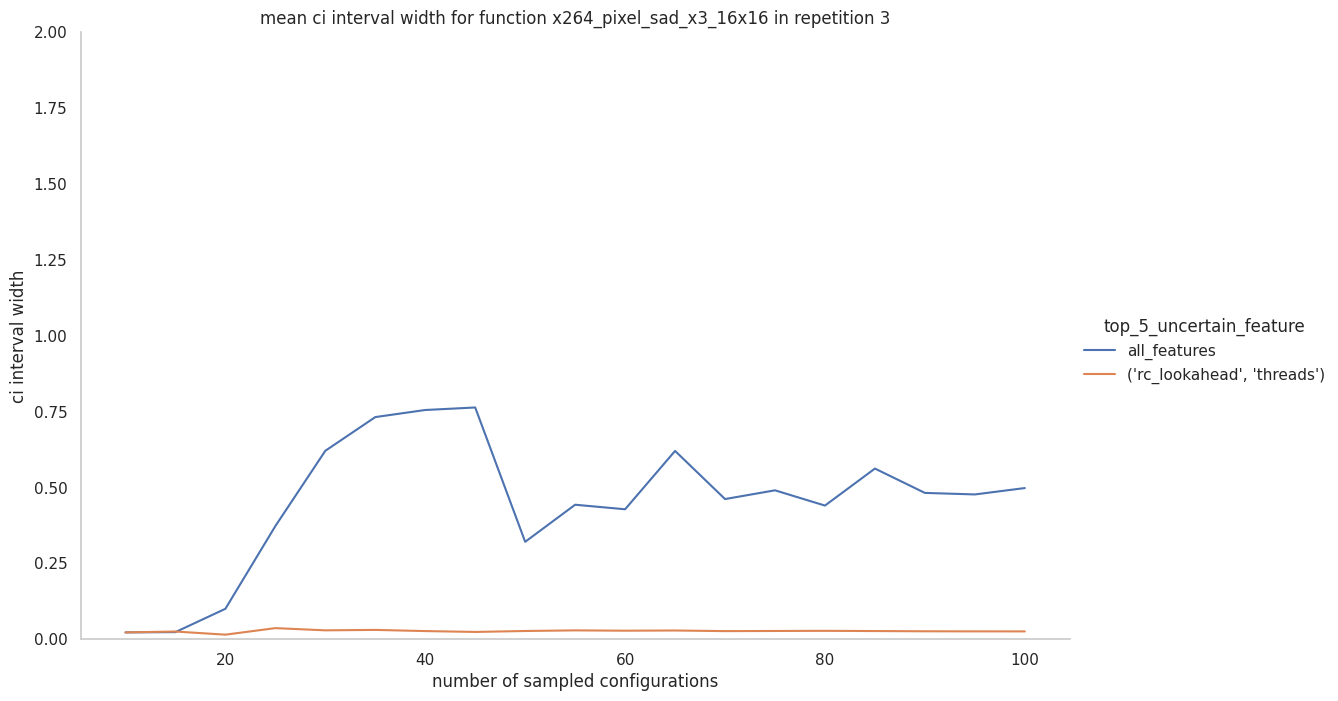 mean ci interval width for function x264_pixel_sad_x3_16x16 in repetition 3
2.00
1.75
1.50
1.25
1.00
0.75
0.50
0.25
0.00
ci interval width
20
40
60
80
100
number of sampled configurations
top_5_uncertain_feature
all_features
('rc_lookahead', 'threads')